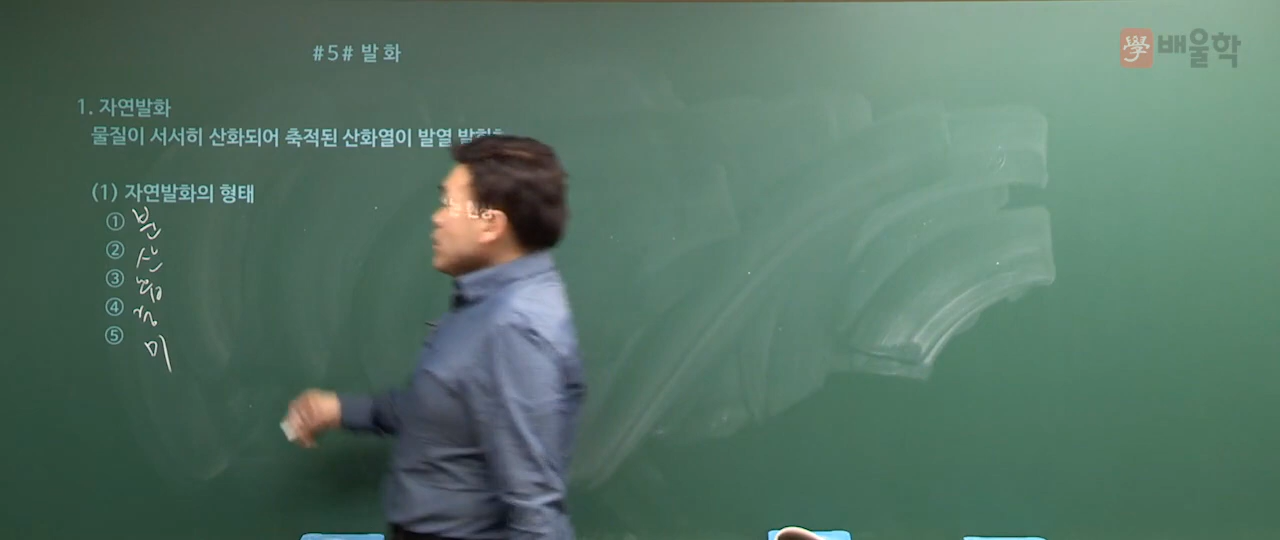 #5# 발화
學 배울학
1. 자연발화
물질이 서서히 산화되어 축적된 산화열이 발열
(1) 자연발화의 형태
① 분
② 산
③ 흡
④ 중
⑤ 미